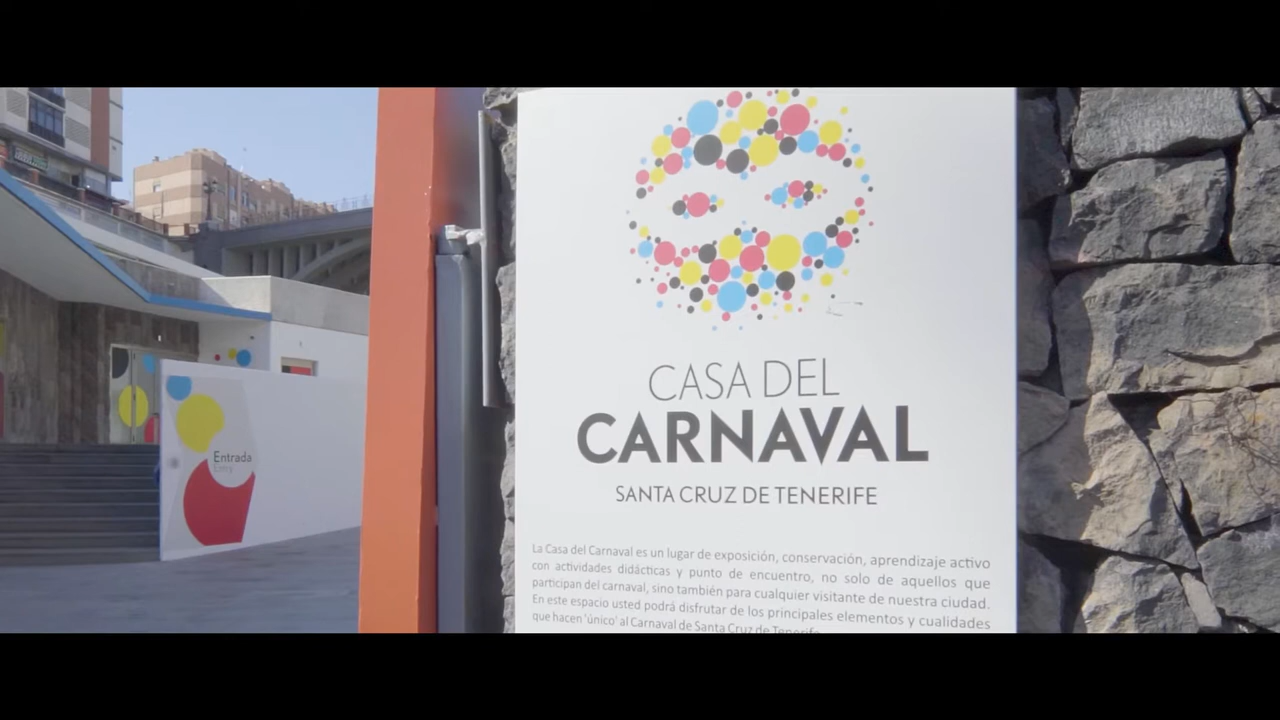 CASA DEL
CARNAVAL
SANTA CRUZ DE TENERIFE
La Casa del Carnaval es un lugar de exposición, conservación, aprendizaje activo
con actividades didácticas y punto de encuentro, no solo de aquellos que
participan del carnaval, sino también para cualquier visitante de nuestra ciudad.
En este espacio usted podrá disfrutar de los principales elementos y cualidades
que hacen 'único' al Carnaval de Santa Cruz de Tenerife
Entrada
Entry